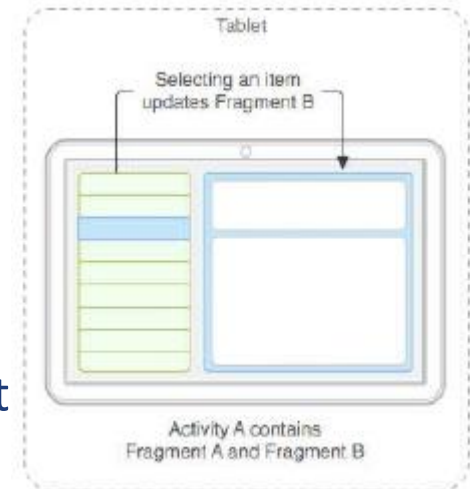 Tablet
Selecting an item
updates Fragment B
t
Activity A contains
Fragment A and Fragment B